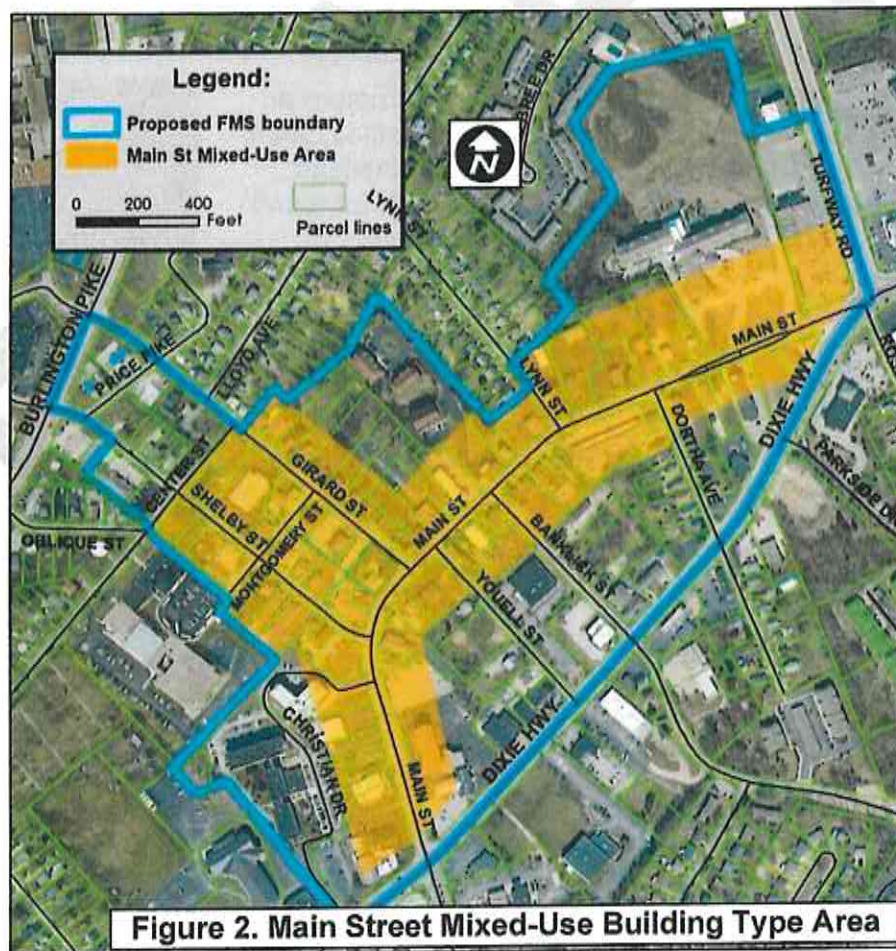 Legend:
Proposed FMS boundary
Main St Mixed-Use Area
0 200 400
Feet
Parcel lines
N
LYNN ST
TURFWAY RD
BURLINGTON PIKE
PRICE PIKE
LLOYD AVE
MAIN ST
LYNN ST
DIXIE HWY
DORTHA AVE
PARKSIDE
CENTER ST
GIRARD ST
SHELBY ST
MONTGOMERY ST
MAIN ST
OBLIQUE ST
BANKLICK ST
YOUELL ST
CHRISTIAN DR
DIXIE HWY
MAIN ST
Figure 2. Main Street Mixed-Use Building Type Area